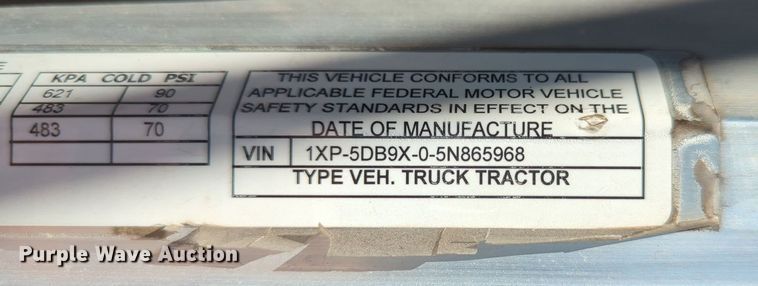 KPA COLD PSI
621 90
483 70
483 70
THIS VEHICLE CONFORMS TO ALL
APPLICABLE FEDERAL MOTOR VEHICLE
SAFETY STANDARDS IN EFFECT ON THE
DATE OF MANUFACTURE
VIN 1XP-5DB9X-0-5N865968
TYPE VEH. TRUCK TRACTOR
Purple Wave Auction